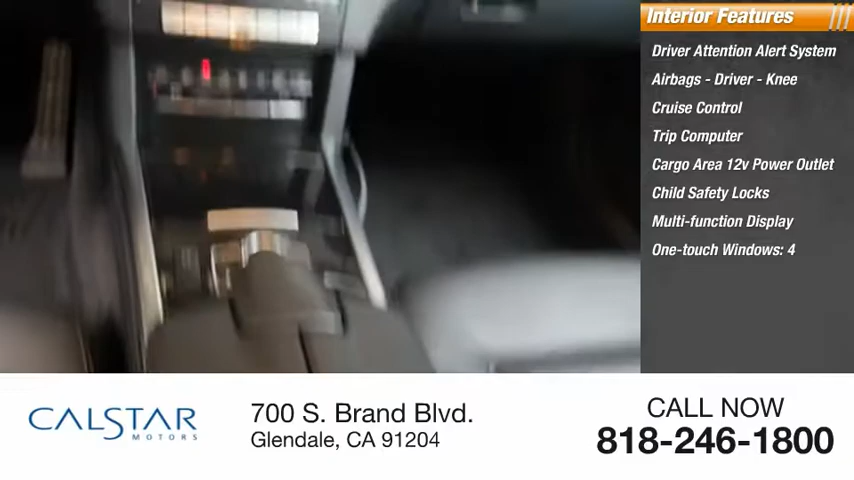 Interior Features
Driver Attention Alert System
Airbags - Driver - Knee
Cruise Control
Trip Computer
Cargo Area 12v Power Outlet
Child Safety Locks
Multi-function Display
One-touch Windows: 4
CALSTAR
MOTORS
700 S. Brand Blvd.
Glendale, CA 91204
CALL NOW
818-246-1800